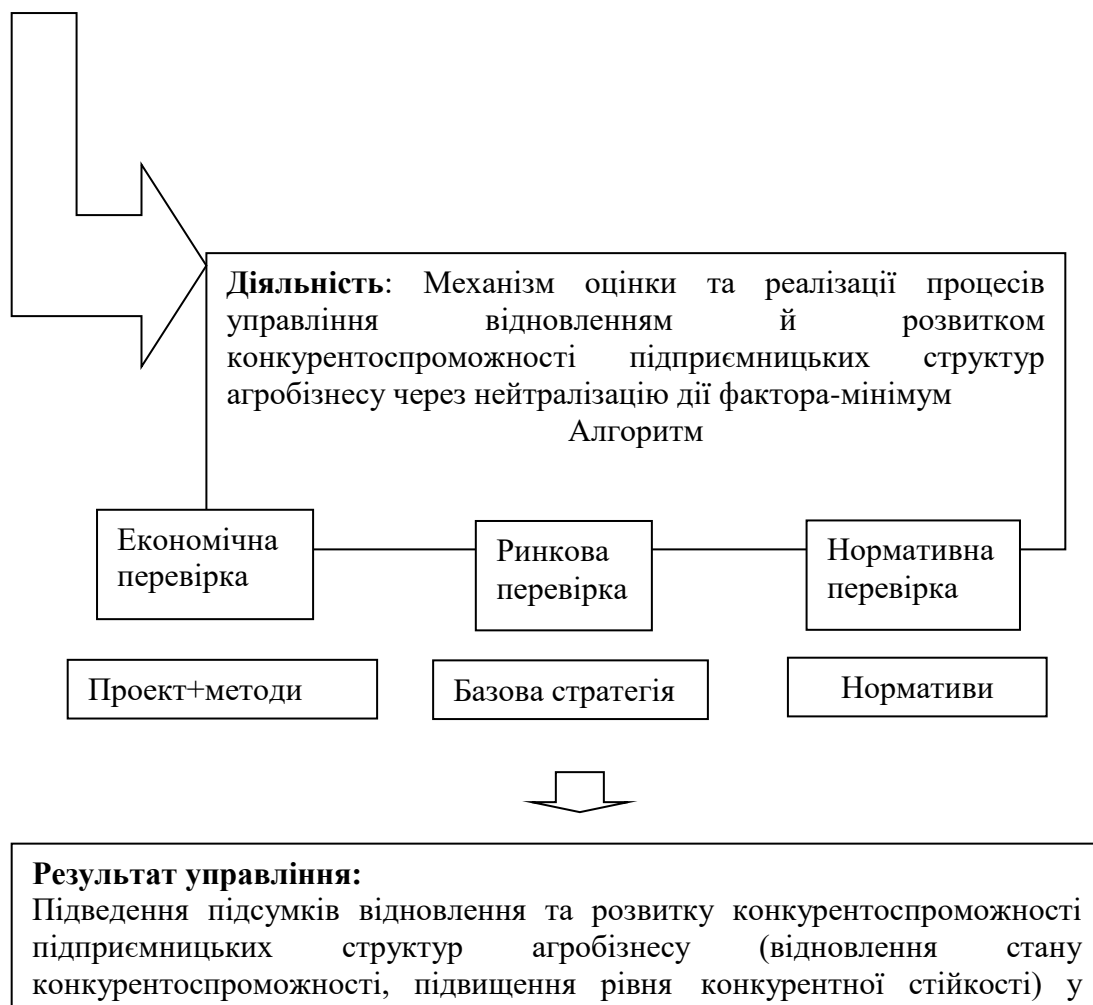 Діяльність: Механізм оцінки та реалізації процесів
управління відновленням й розвитком
конкурентоспроможності підприємницьких структур
агробізнесу через нейтралізацію дії фактора-мінімум
Алгоритм
Економічна
перевірка
Ринкова
перевірка
Нормативна
перевірка
Проект+методи
Базова стратегія
Нормативи
Результат управління:
Підведення підсумків відновлення та розвитку конкурентоспроможності
підприємницьких структур агробізнесу (відновлення стану
конкурентоспроможності, підвищення рівня конкурентної стійкості) у